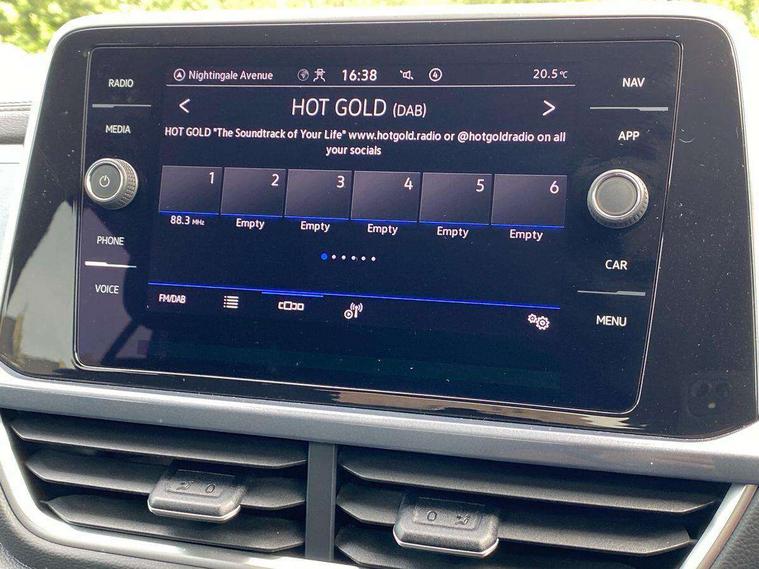 RADIO
MEDIA
PHONE
VOICE
Nightingale Avenue 16:38 4 20.5 °C
< HOT GOLD (DAB) >
HOT GOLD "The Soundtrack of Your Life" www.hotgold.radio or @hotgoldradio on all
your socials
1 2 3 4 5 6
88.3 MHz Empty Empty Empty Empty Empty
FM/DAB
NAV
APP
CAR
MENU